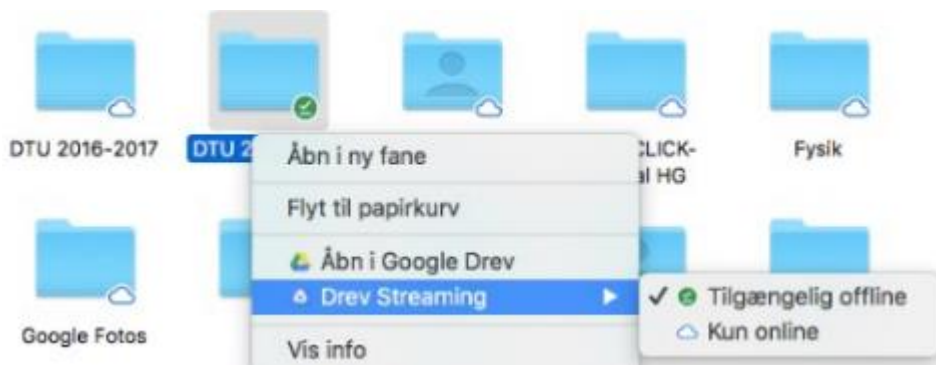 DTU 2016-2017
DTU 2
CLICK-
al HG
Fysik
Åbn i ny fane
Flyt til papirkurv
Åbn i Google Drev
Drev Streaming
Tilgængelig offline
Kun online
Google Fotos
Vis info